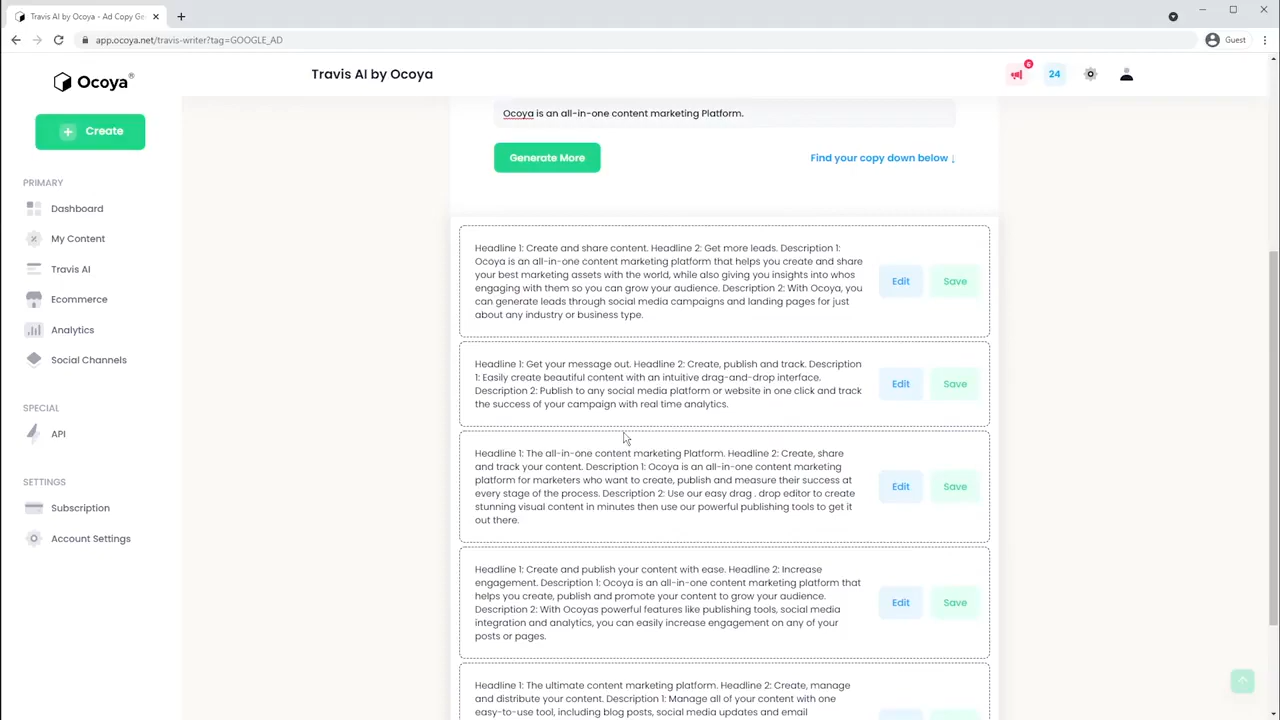 Travis AI by Ocoya - Ad Copy Ge
app.ocoya.net/travis-writer?tag=GOOGLE_AD
Guest
Ocoya®
Travis AI by Ocoya
6
24
Create
PRIMARY
Dashboard
My Content
Travis AI
Ecommerce
Analytics
Social Channels
SPECIAL
API
SETTINGS
Subscription
Account Settings
Ocoya is an all-in-one content marketing Platform.
Generate More
Find your copy down below ↓
Headline 1: Create and share content. Headline 2: Get more leads. Description 1:
Ocoya is an all-in-one content marketing platform that helps you create and share
your best marketing assets with the world, while also giving you insights into whos
engaging with them so you can grow your audience. Description 2: With Ocoya, you
can generate leads through social media campaigns and landing pages for just
about any industry or business type.
Edit
Save
Headline 1: Get your message out. Headline 2: Create, publish and track. Description
1: Easily create beautiful content with an intuitive drag-and-drop interface.
Description 2: Publish to any social media platform or website in one click and track
the success of your campaign with real time analytics.
Edit
Save
Headline 1: The all-in-one content marketing Platform. Headline 2: Create, share
and track your content. Description 1: Ocoya is an all-in-one content marketing
platform for marketers who want to create, publish and measure their success at
every stage of the process. Description 2: Use our easy drag . drop editor to create
stunning visual content in minutes then use our powerful publishing tools to get it
out there.
Edit
Save
Headline 1: Create and publish your content with ease. Headline 2: Increase
engagement. Description 1: Ocoya is an all-in-one content marketing platform that
helps you create, publish and promote your content to grow your audience.
Description 2: With Ocoyas powerful features like publishing tools, social media
integration and analytics, you can easily increase engagement on any of your
posts or pages.
Edit
Save
Headline 1: The ultimate content marketing platform. Headline 2: Create, manage
and distribute your content. Description 1: Manage all of your content with one
easy-to-use tool, including blog posts, social media updates and email